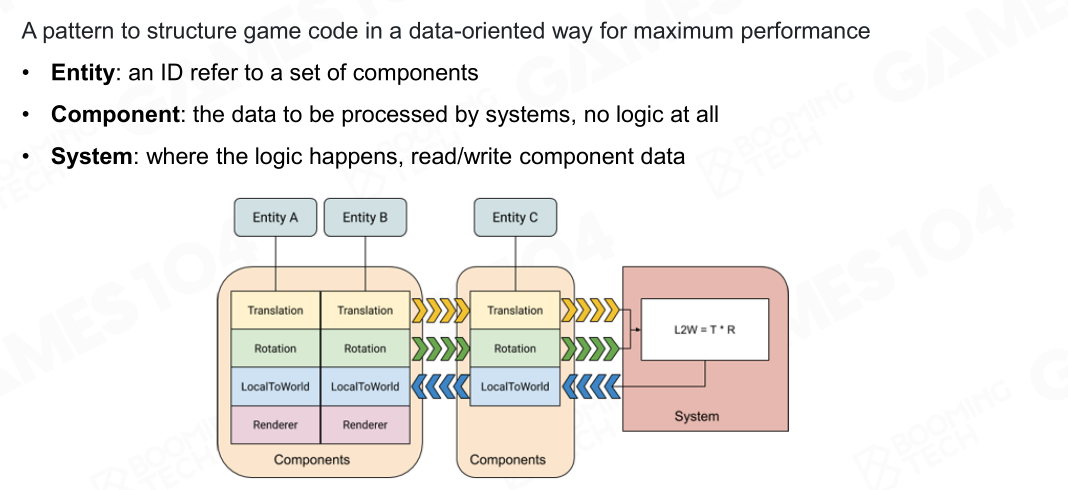 A pattern to structure game code in a data-oriented way for maximum performance
• Entity: an ID refer to a set of components
• Component: the data to be processed by systems, no logic at all
• System: where the logic happens, read/write component data
Entity A
Entity B
Entity C
Translation
Translation
Translation
L2W = T * R
Rotation
Rotation
Rotation
LocalToWorld
LocalToWorld
LocalToWorld
Renderer
Renderer
System
Components
Components
GAMES104
BOOMING
TECH